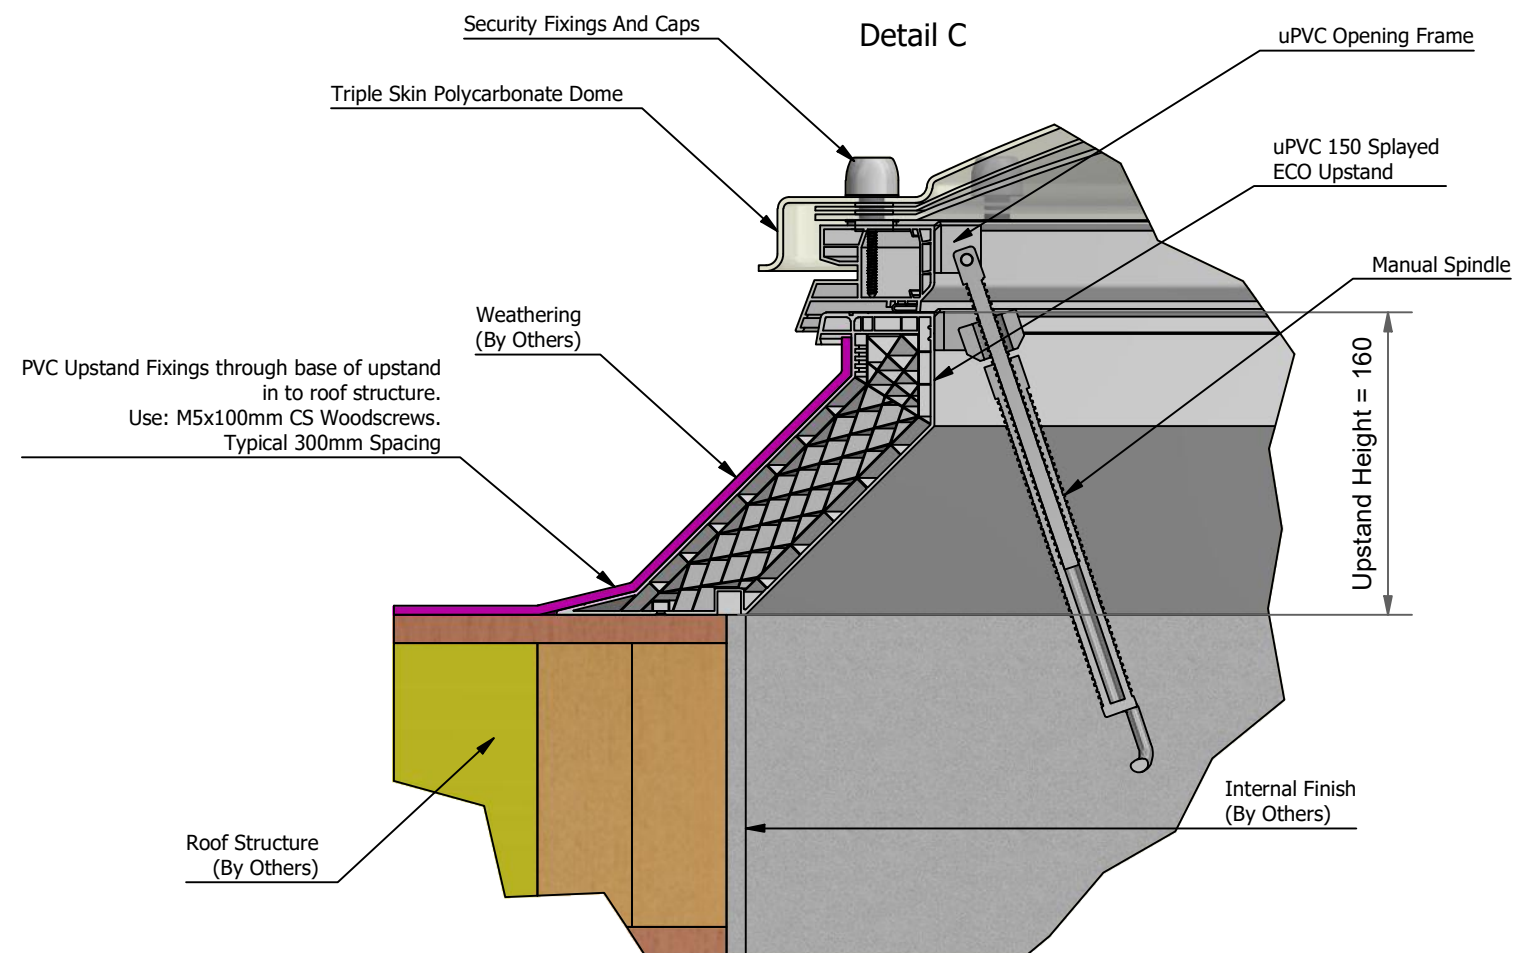 Detail C
Security Fixings And Caps
uPVC Opening Frame
Triple Skin Polycarbonate Dome
uPVC 150 Splayed
ECO Upstand
Manual Spindle
Weathering
(By Others)
PVC Upstand Fixings through base of upstand
in to roof structure.
Use: M5x100mm CS Woodscrews.
Typical 300mm Spacing
Upstand Height = 160
Internal Finish
(By Others)
Roof Structure
(By Others)